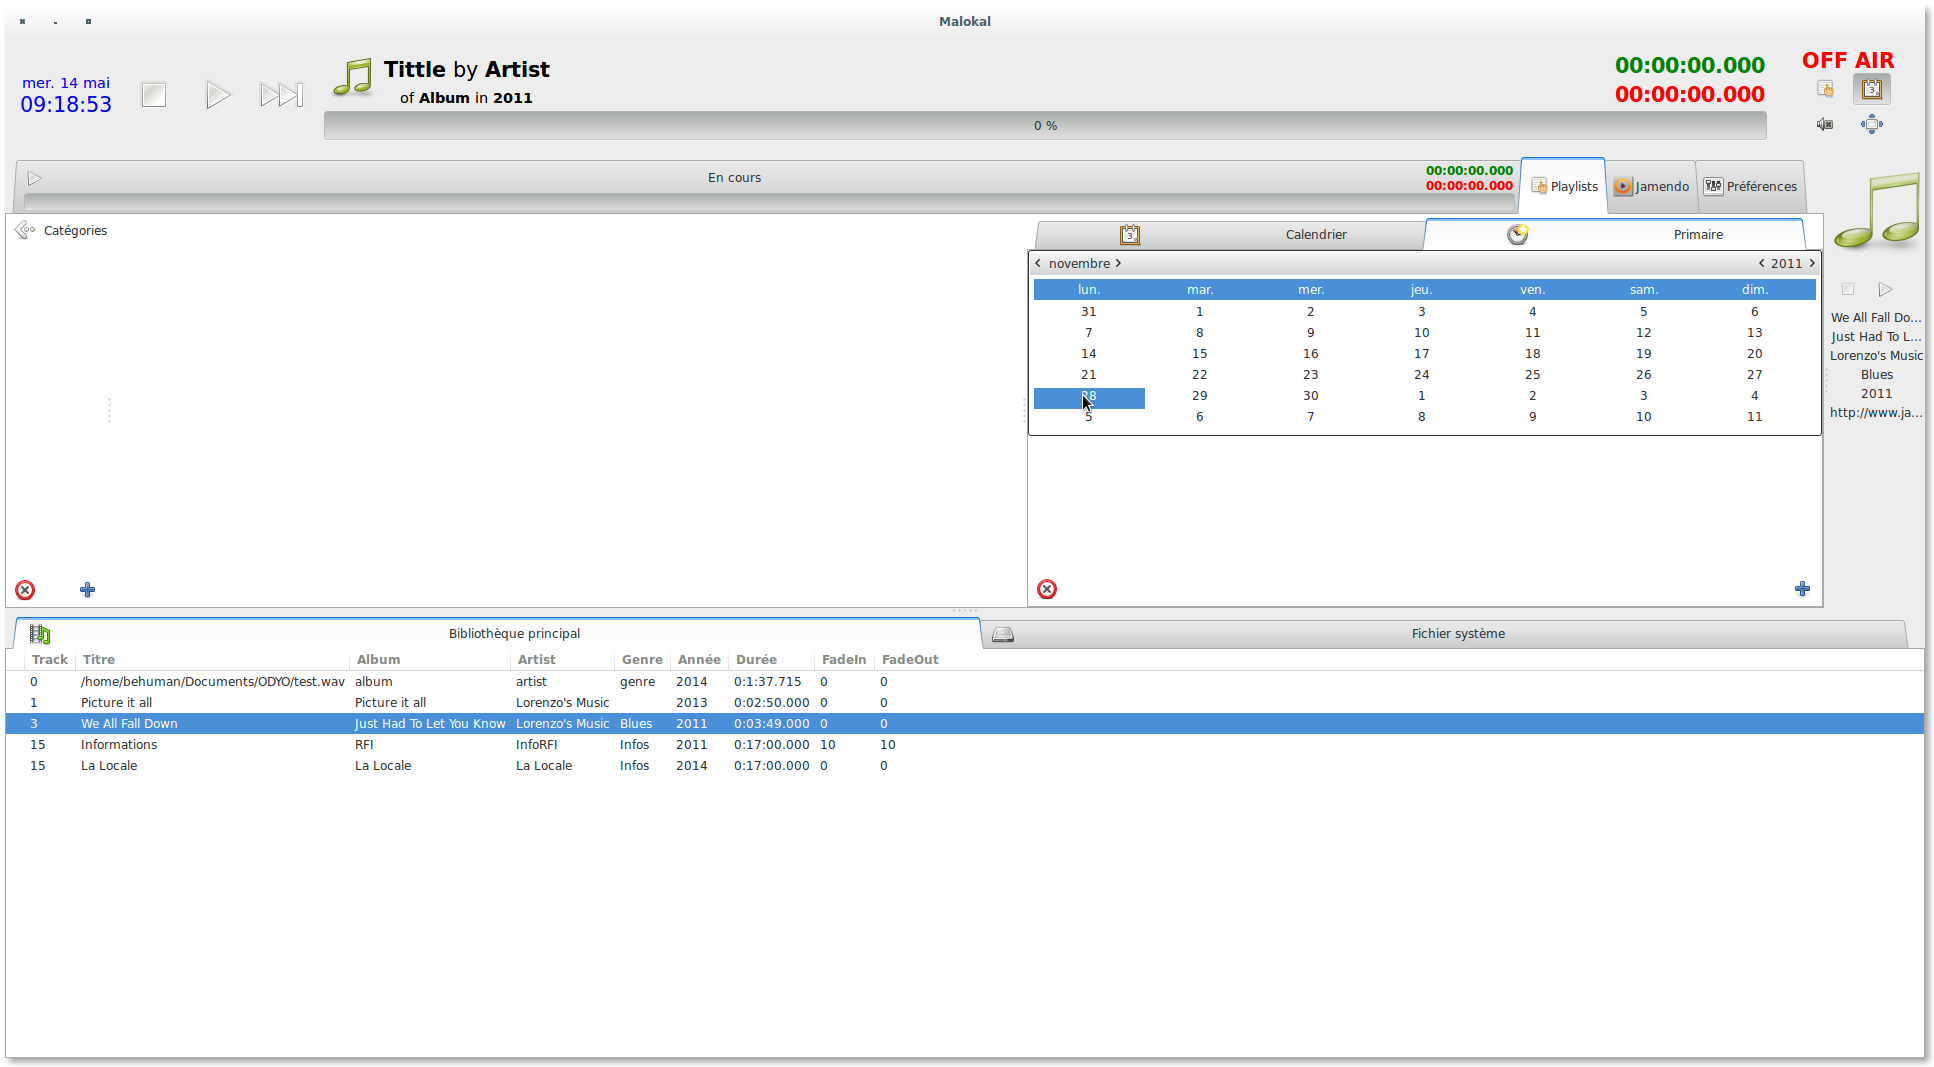 Malokal
mer. 14 mai
09:18:53
Tittle by Artist
of Album in 2011
0 %
00:00:00.000
00:00:00.000
OFF AIR
3
En cours
00:00:00.000
00:00:00.000
Playlists
Jamendo
Préférences
Catégories
3 Calendrier
Primaire
novembre
2011
lun. mar. mer. jeu. ven. sam. dim.
31 1 2 3 4 5 6
7 8 9 10 11 12 13
14 15 16 17 18 19 20
21 22 23 24 25 26 27
28 29 30 1 2 3 4
5 6 7 8 9 10 11
We All Fall Do...
Just Had To L...
Lorenzo's Music
Blues
2011
http://www.ja...
Bibliothèque principal
Fichier système
Track Titre Album Artist Genre Année Durée FadeIn FadeOut
0 /home/behuman/Documents/ODYO/test.wav album artist genre 2014 0:1:37.715 0 0
1 Picture it all Picture it all Lorenzo's Music 2013 0:02:50.000 0 0
3 We All Fall Down Just Had To Let You Know Lorenzo's Music Blues 2011 0:03:49.000 0 0
15 Informations RFI InfoRFI Infos 2011 0:17:00.000 10 10
15 La Locale La Locale La Locale Infos 2014 0:17:00.000 0 0